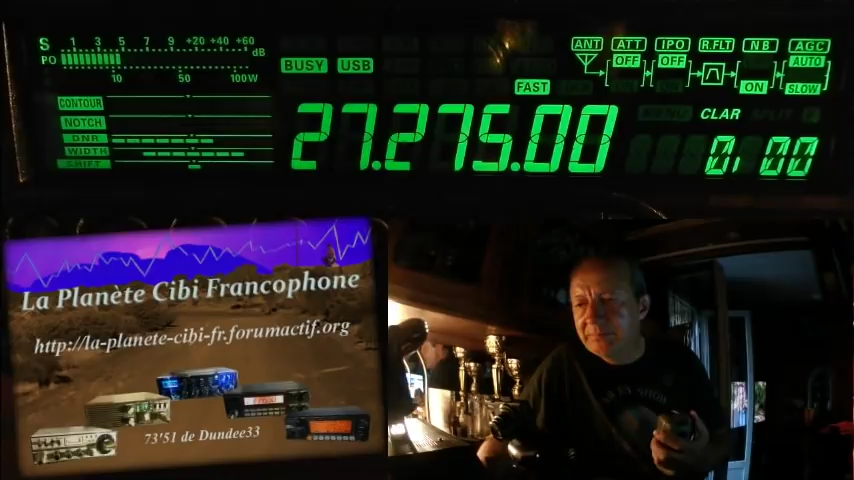 S 1 3 5 7 9 +20 +40 +60 dB
PO 10 50 100W
BUSY USB
ANT ATT IPO R.FLT NB AGC
OFF OFF AUTO
ON SLOW
FAST
CONTOUR
NOTCH
DNR
WIDTH
SHIFT
27.275.00
CLAR
0.00
La Planète Cibi Francophone
http://la-planete-cibi-fr.forumactif.org
73'51 de Dundee33